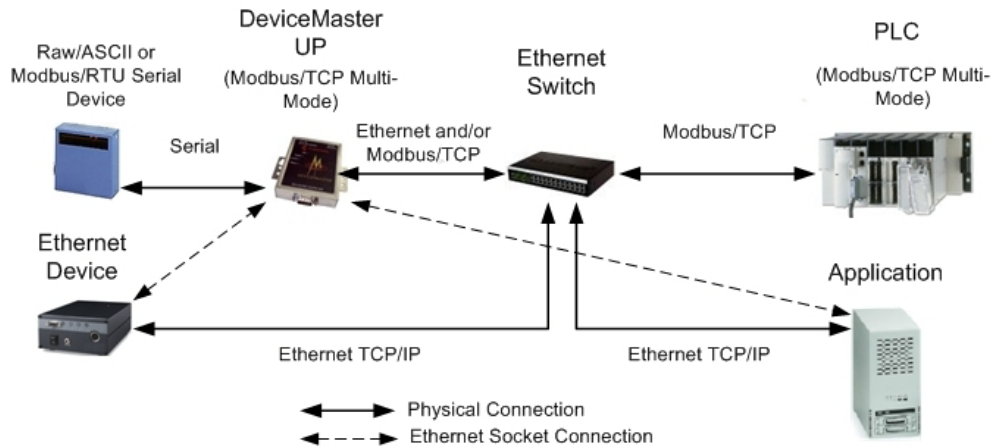 DeviceMaster
UP
(Modbus/TCP Multi-
Mode)
Raw/ASCII or
Modbus/RTU Serial
Device
Ethernet
Switch
PLC
(Modbus/TCP Multi-
Mode)
Serial
Ethernet and/or
Modbus/TCP
Modbus/TCP
Ethernet
Device
Application
Ethernet TCP/IP
Ethernet TCP/IP
Physical Connection
Ethernet Socket Connection